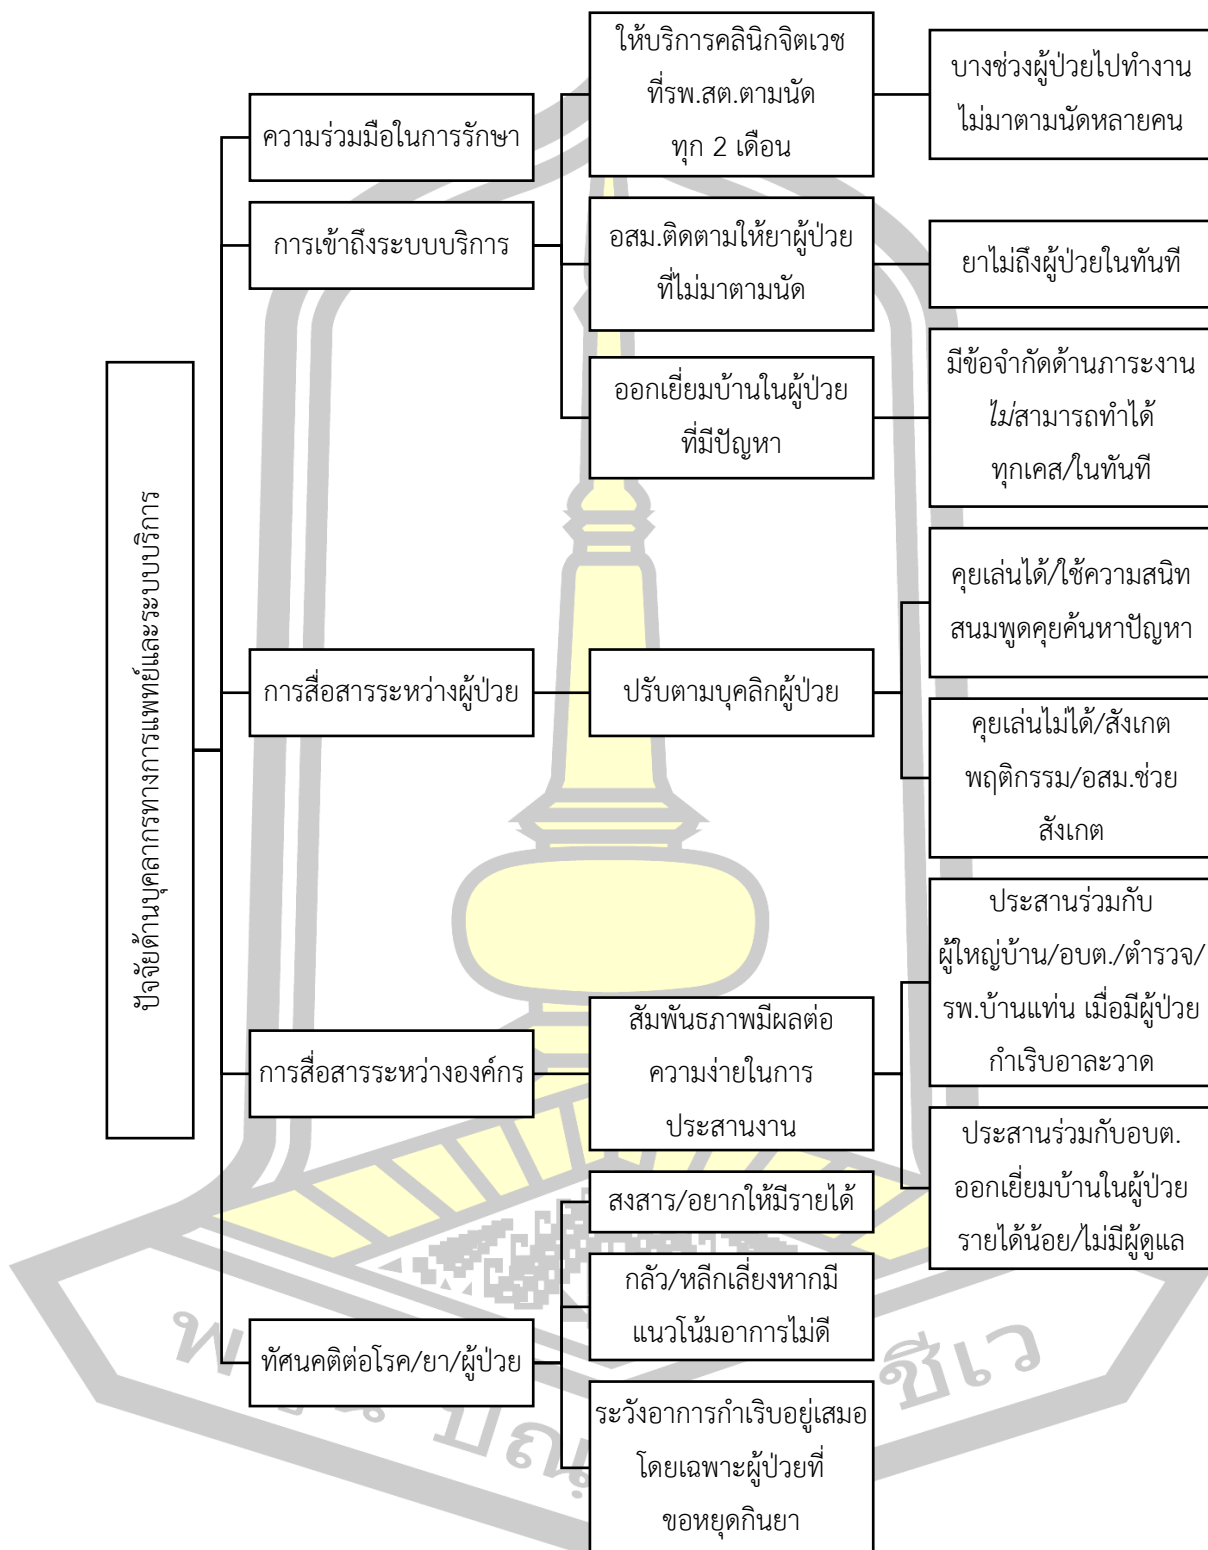 ปัจจัยด้านบุคลากรทางการแพทย์และระบบบริการ
ความร่วมมือในการรักษา
การเข้าถึงระบบบริการ
ให้บริการคลินิกจิตเวช
ที่รพ.สต.ตามนัด
ทุก 2 เดือน
บางช่วงผู้ป่วยไปทำงาน
ไม่มาตามนัดหลายคน
อสม.ติดตามให้ยาผู้ป่วย
ที่ไม่มาตามนัด
ยาไม่ถึงผู้ป่วยในทันที
ออกเยี่ยมบ้านในผู้ป่วย
ที่มีปัญหา
มีข้อจำกัดด้านภาระงาน
ไม่สามารถทำได้
ทุกเคส/ในทันที
การสื่อสารระหว่างผู้ป่วย
ปรับตามบุคลิกผู้ป่วย
คุยเล่นได้/ใช้ความสนิท
สนมพูดคุยค้นหาปัญหา
คุยเล่นไม่ได้/สังเกต
พฤติกรรม/อสม.ช่วย
สังเกต
การสื่อสารระหว่างองค์กร
สัมพันธภาพมีผลต่อ
ความง่ายในการ
ประสานงาน
ประสานร่วมกับ
ผู้ใหญ่บ้าน/อบต./ตำรวจ/
รพ.บ้านแท่น เมื่อมีผู้ป่วย
กำเริบอาละวาด
ประสานร่วมกับอบต.
ออกเยี่ยมบ้านในผู้ป่วย
รายได้น้อย/ไม่มีผู้ดูแล
ทัศนคติต่อโรค/ยา/ผู้ป่วย
สงสาร/อยากให้มีรายได้
กลัว/หลีกเลี่ยงหากมี
แนวโน้มอาการไม่ดี
ระวังอาการกำเริบอยู่เสมอ
โดยเฉพาะผู้ป่วยที่
ขอหยุดกินยา
ชีเว